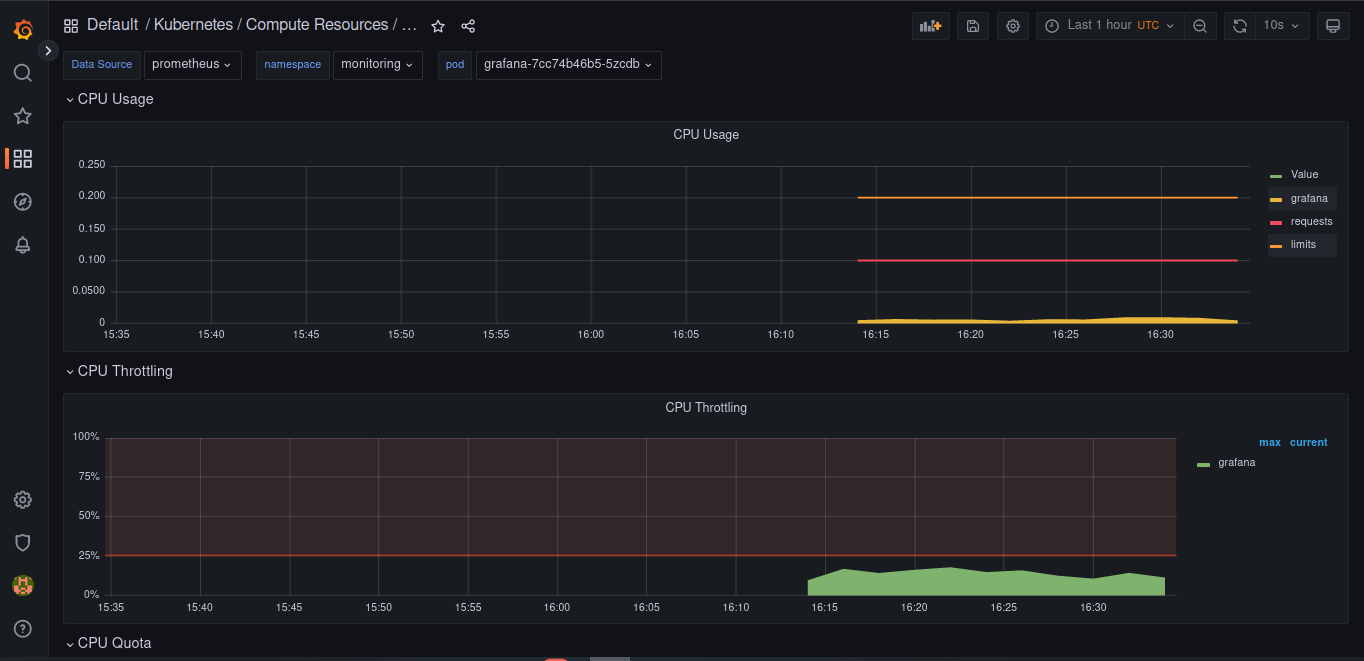 Default / Kubernetes / Compute Resources / ...
Last 1 hour UTC
10s
Data Source prometheus namespace monitoring pod grafana-7cc74b46b5-5zcdb
CPU Usage
CPU Usage
0.250
0.200
0.150
0.100
0.0500
0
15:35 15:40 15:45 15:50 15:55 16:00 16:05 16:10 16:15 16:20 16:25 16:30
Value
grafana
requests
limits
CPU Throttling
CPU Throttling
100%
75%
50%
25%
0%
15:35 15:40 15:45 15:50 15:55 16:00 16:05 16:10 16:15 16:20 16:25 16:30
max current
grafana
CPU Quota